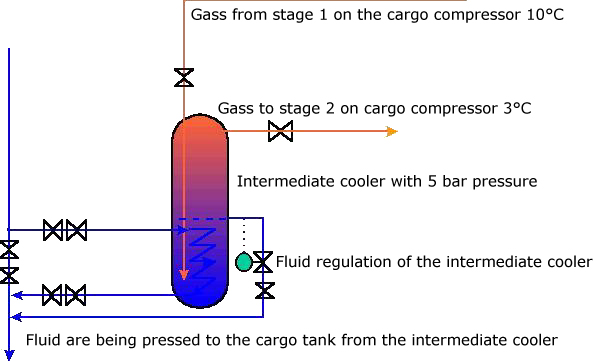 Gass from stage 1 on the cargo compressor 10°C
Gass to stage 2 on cargo compressor 3°C
Intermediate cooler with 5 bar pressure
Fluid regulation of the intermediate cooler
Fluid are being pressed to the cargo tank from the intermediate cooler